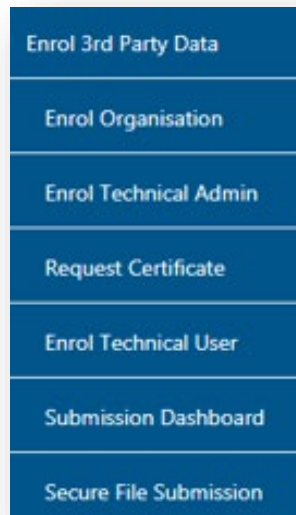 Enrol 3rd Party Data
Enrol Organisation
Enrol Technical Admin
Request Certificate
Enrol Technical User
Submission Dashboard
Secure File Submission